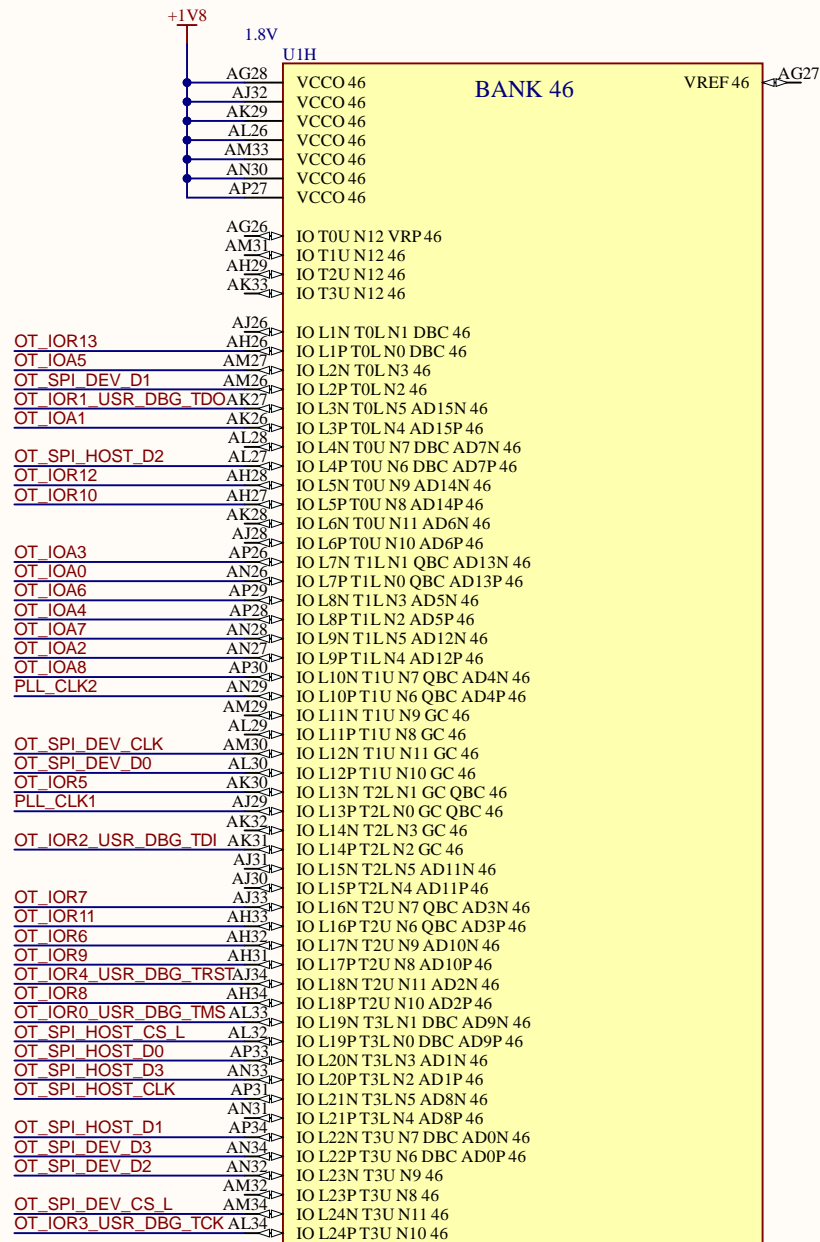 +1V8
1.8V
U1H
BANK 46
AG28 VCCO 46 VREF 46 AG27
AJ32 VCCO 46
AK29 VCCO 46
AL26 VCCO 46
AM33 VCCO 46
AN30 VCCO 46
AP27 VCCO 46
AG26 IO T0U N12 VRP 46
AM31 IO T1U N12 46
AH29 IO T2U N12 46
AK33 IO T3U N12 46
AJ26 IO L1N T0L N1 DBC 46
OT_IOR13 AH26 IO L1P T0L N0 DBC 46
OT_IOA5 AM27 IO L2N T0L N3 46
OT_SPI_DEV_D1 AM26 IO L2P T0L N2 46
OT_IOR1_USR_DBG_TDO AK27 IO L3N T0L N5 AD15N 46
OT_IOA1 AK26 IO L3P T0L N4 AD15P 46
AL28 IO L4N T0U N7 DBC AD7N 46
OT_SPI_HOST_D2 AL27 IO L4P T0U N6 DBC AD7P 46
OT_IOR12 AH28 IO L5N T0U N9 AD14N 46
OT_IOR10 AH27 IO L5P T0U N8 AD14P 46
AK28 IO L6N T0U N11 AD6N 46
AJ28 IO L6P T0U N10 AD6P 46
OT_IOA3 AP26 IO L7N T1L N1 QBC AD13N 46
OT_IOA0 AN26 IO L7P T1L N0 QBC AD13P 46
OT_IOA6 AP29 IO L8N T1L N3 AD5N 46
OT_IOA4 AP28 IO L8P T1L N2 AD5P 46
OT_IOA7 AN28 IO L9N T1L N5 AD12N 46
OT_IOA2 AN27 IO L9P T1L N4 AD12P 46
OT_IOA8 AP30 IO L10N T1U N7 QBC AD4N 46
PLL_CLK2 AN29 IO L10P T1U N6 QBC AD4P 46
AM29 IO L11N T1U N9 GC 46
AL29 IO L11P T1U N8 GC 46
OT_SPI_DEV_CLK AM30 IO L12N T1U N11 GC 46
OT_SPI_DEV_D0 AL30 IO L12P T1U N10 GC 46
OT_IOR5 AK30 IO L13N T2L N1 GC QBC 46
PLL_CLK1 AJ29 IO L13P T2L N0 GC QBC 46
AK32 IO L14N T2L N3 GC 46
OT_IOR2_USR_DBG_TDI AK31 IO L14P T2L N2 GC 46
AJ31 IO L15N T2L N5 AD11N 46
AJ30 IO L15P T2L N4 AD11P 46
OT_IOR7 AJ33 IO L16N T2U N7 QBC AD3N 46
OT_IOR11 AH33 IO L16P T2U N6 QBC AD3P 46
OT_IOR6 AH32 IO L17N T2U N9 AD10N 46
OT_IOR9 AH31 IO L17P T2U N8 AD10P 46
OT_IOR4_USR_DBG_TRST AJ34 IO L18N T2U N11 AD2N 46
OT_IOR8 AH34 IO L18P T2U N10 AD2P 46
OT_IOR0_USR_DBG_TMS AL33 IO L19N T3L N1 DBC AD9N 46
OT_SPI_HOST_CS_L AL32 IO L19P T3L N0 DBC AD9P 46
OT_SPI_HOST_D0 AP33 IO L20N T3L N3 AD1N 46
OT_SPI_HOST_D3 AN33 IO L20P T3L N2 AD1P 46
OT_SPI_HOST_CLK AP31 IO L21N T3L N5 AD8N 46
AN31 IO L21P T3L N4 AD8P 46
OT_SPI_HOST_D1 AP34 IO L22N T3U N7 DBC AD0N 46
OT_SPI_DEV_D3 AN34 IO L22P T3U N6 DBC AD0P 46
OT_SPI_DEV_D2 AN32 IO L23N T3U N9 46
AM32 IO L23P T3U N8 46
OT_SPI_DEV_CS_L AM34 IO L24N T3U N11 46
OT_IOR3_USR_DBG_TCK AL34 IO L24P T3U N10 46